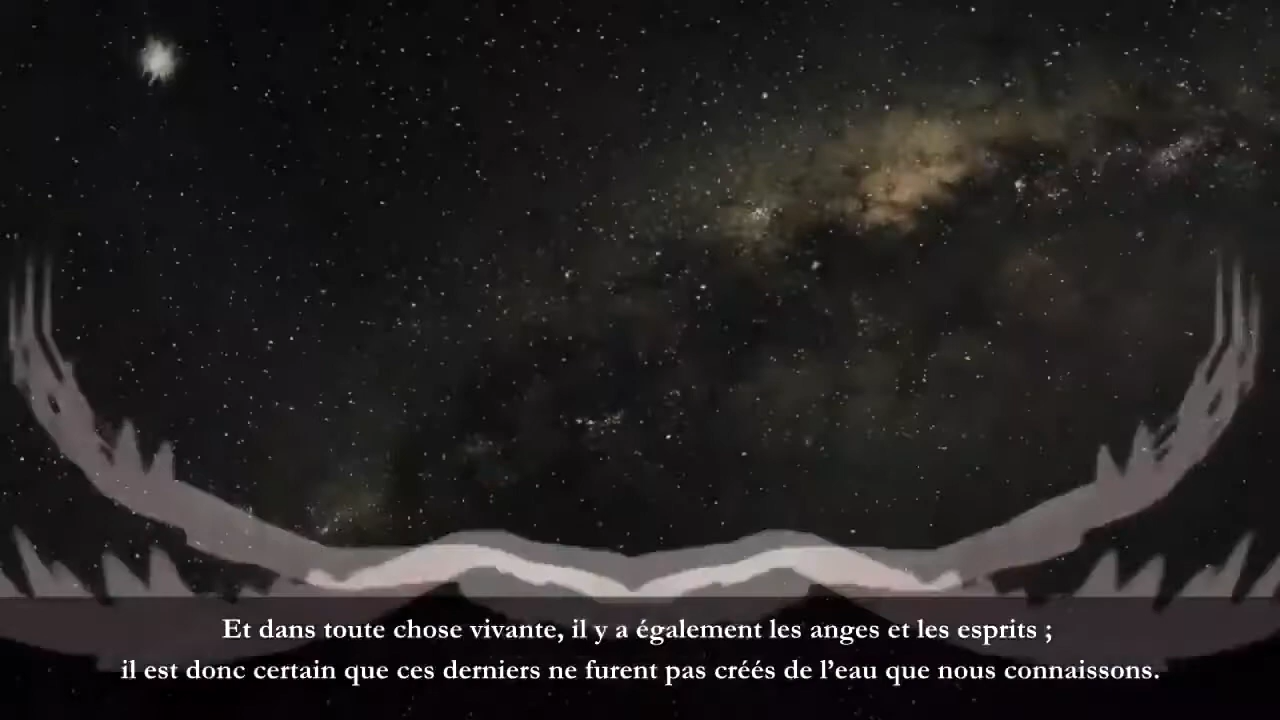 Et dans toute chose vivante, il y a également les anges et les esprits ;
il est donc certain que ces derniers ne furent pas créés de l’eau que nous connaissons.